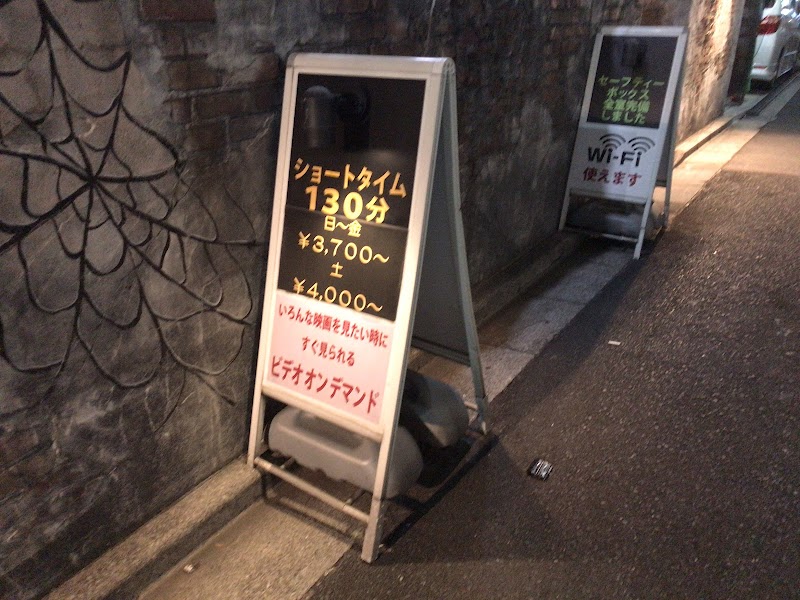 ショートタイム
130分
日〜金
¥3,700〜
土
¥4,000〜
いろんな映画を見たい時に
すぐ見られる
ビデオオンデマンド
セーフティー
ボックス
全室完備
しました
Wi-Fi
使えます